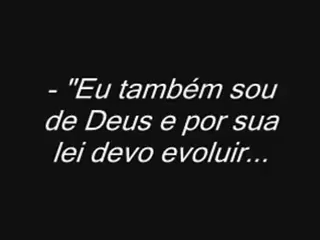 - "Eu também sou
de Deus e por sua
lei devo evoluir...